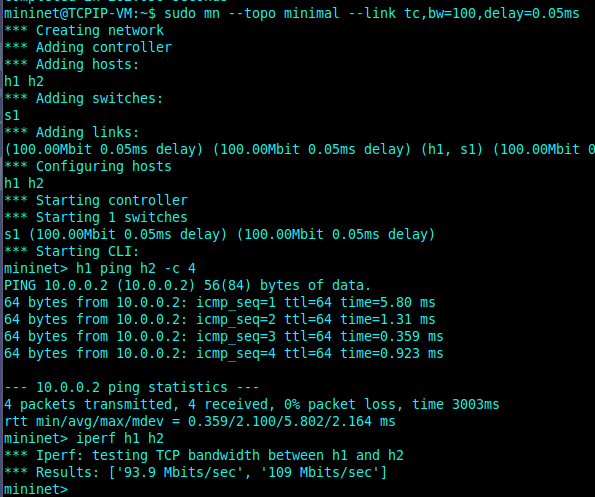 mininet@TCPIP-VM:~$ sudo mn --topo minimal --link tc,bw=100,delay=0.05ms
*** Creating network
*** Adding controller
*** Adding hosts:
h1 h2
*** Adding switches:
s1
*** Adding links:
(100.00Mbit 0.05ms delay) (100.00Mbit 0.05ms delay) (h1, s1) (100.00Mbit 0
*** Configuring hosts
h1 h2
*** Starting controller
*** Starting 1 switches
s1 (100.00Mbit 0.05ms delay) (100.00Mbit 0.05ms delay)
*** Starting CLI:
mininet> h1 ping h2 -c 4
PING 10.0.0.2 (10.0.0.2) 56(84) bytes of data.
64 bytes from 10.0.0.2: icmp_seq=1 ttl=64 time=5.80 ms
64 bytes from 10.0.0.2: icmp_seq=2 ttl=64 time=1.31 ms
64 bytes from 10.0.0.2: icmp_seq=3 ttl=64 time=0.359 ms
64 bytes from 10.0.0.2: icmp_seq=4 ttl=64 time=0.923 ms
--- 10.0.0.2 ping statistics ---
4 packets transmitted, 4 received, 0% packet loss, time 3003ms
rtt min/avg/max/mdev = 0.359/2.100/5.802/2.164 ms
mininet> iperf h1 h2
*** Iperf: testing TCP bandwidth between h1 and h2
*** Results: ['93.9 Mbits/sec', '109 Mbits/sec']
mininet>